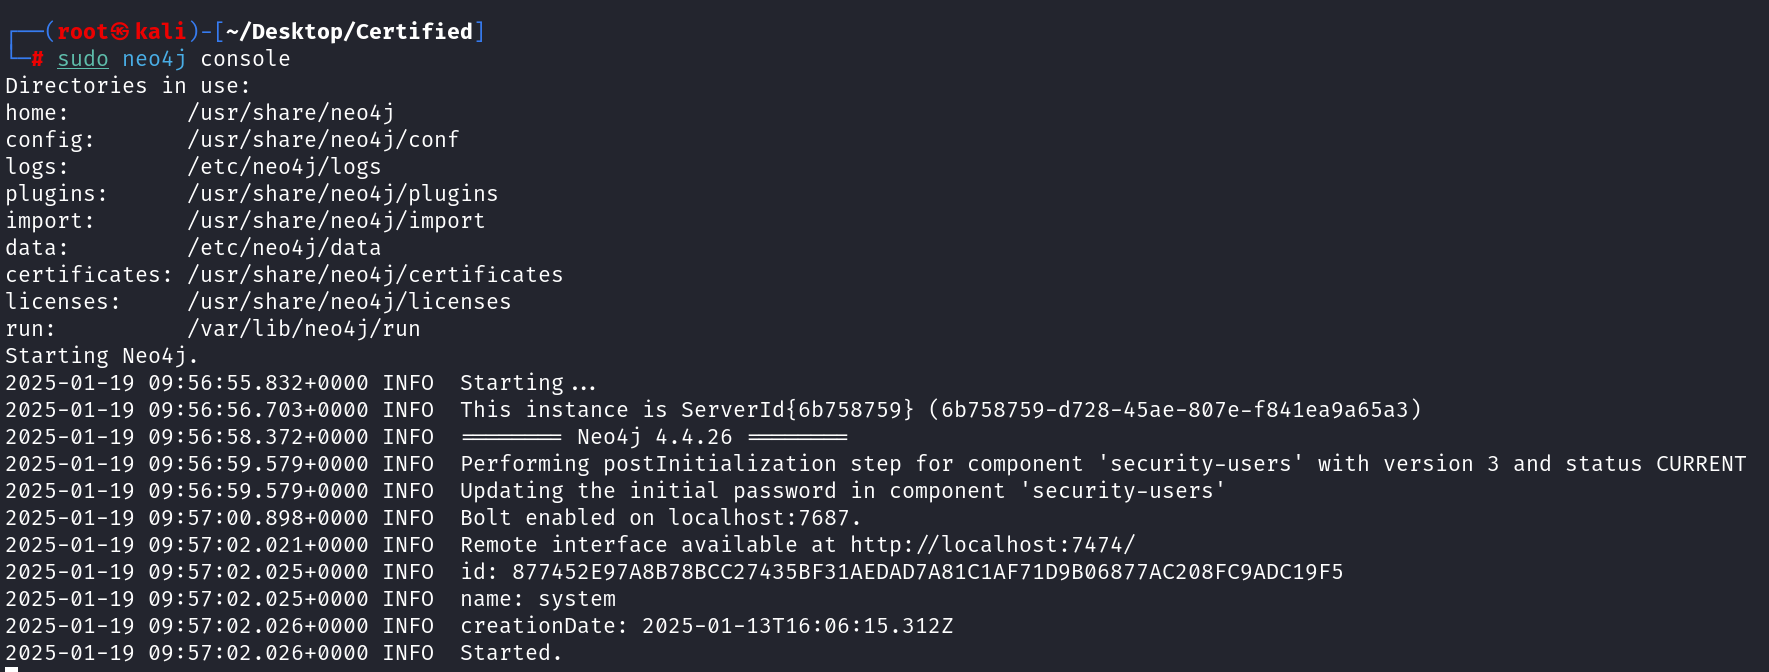 ┌──(root㉿kali)-[~/Desktop/Certified]
└─# sudo neo4j console
Directories in use:
home:         /usr/share/neo4j
config:       /usr/share/neo4j/conf
logs:         /etc/neo4j/logs
plugins:      /usr/share/neo4j/plugins
import:       /usr/share/neo4j/import
data:         /etc/neo4j/data
certificates: /usr/share/neo4j/certificates
licenses:     /usr/share/neo4j/licenses
run:          /var/lib/neo4j/run
Starting Neo4j.
2025-01-19 09:56:55.832+0000 INFO  Starting...
2025-01-19 09:56:56.703+0000 INFO  This instance is ServerId{6b758759} (6b758759-d728-45ae-807e-f841ea9a65a3)
2025-01-19 09:56:58.372+0000 INFO  ======== Neo4j 4.4.26 ========
2025-01-19 09:56:59.579+0000 INFO  Performing postInitialization step for component 'security-users' with version 3 and status CURRENT
2025-01-19 09:56:59.579+0000 INFO  Updating the initial password in component 'security-users'
2025-01-19 09:57:00.898+0000 INFO  Bolt enabled on localhost:7687.
2025-01-19 09:57:02.021+0000 INFO  Remote interface available at http://localhost:7474/
2025-01-19 09:57:02.025+0000 INFO  id: 877452E97A8B78BCC27435BF31AEDAD7A81C1AF71D9B06877AC208FC9ADC19F5
2025-01-19 09:57:02.025+0000 INFO  name: system
2025-01-19 09:57:02.026+0000 INFO  creationDate: 2025-01-13T16:06:15.312Z
2025-01-19 09:57:02.026+0000 INFO  Started.